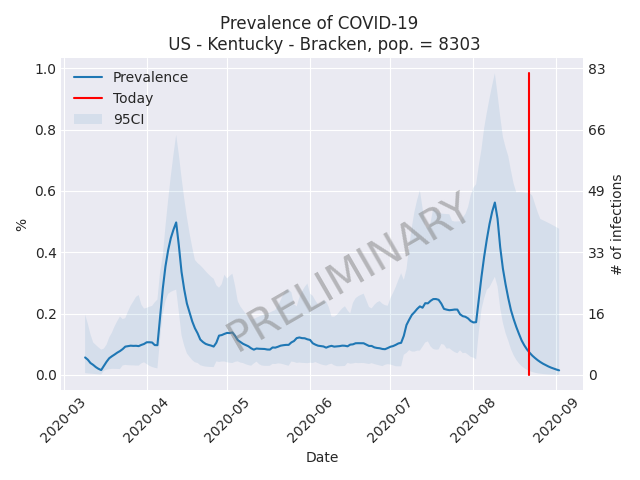 Prevalence of COVID-19
US - Kentucky - Bracken, pop. = 8303
Prevalence
Today
95CI
PRELIMINARY
1.0
0.8
0.6
0.4
0.2
0.0
%
83
66
49
33
16
0
# of infections
2020-03
2020-04
2020-05
2020-06
2020-07
2020-08
2020-09
Date